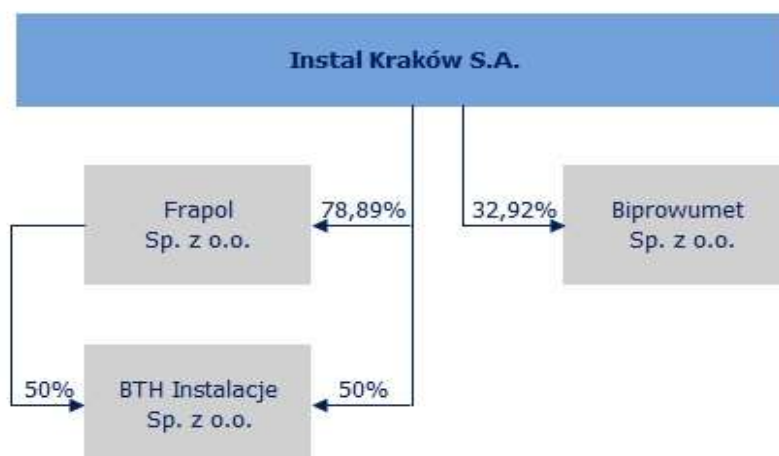 Instal Kraków S.A.
Frapol
Sp. z o.o.
78,89%
32,92%
Biprowumet
Sp. z o.o.
50%
BTH Instalacje
Sp. z o.o.
50%